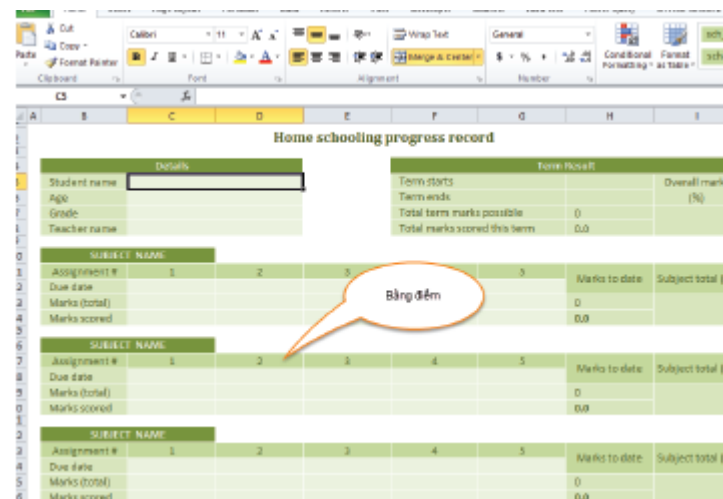 Cut
Copy
Format Painter
Paste
Clipboard
Calibri
11
Font
Wrap Text
Merge & Center
Alignment
General
Number
Conditional Formatting
Format as Table
C5
fx
A B C D E F G H I
Home schooling progress record
Details
Term Result
Student name
Term starts
Overall mark
Age
Term ends
(%)
Grade
Total term marks possible 0
Teacher name
Total marks scored this term 0.0
SUBJECT NAME
Assignment # 1 2 3 5
Marks to date
Subject total
Due date
Marks (total) 0
Marks scored 0.0
Bảng điểm
SUBJECT NAME
Assignment # 1 2 3 4 5
Marks to date
Subject total
Due date
Marks (total) 0
Marks scored 0.0
SUBJECT NAME
Assignment # 1 2 3 4 5
Marks to date
Subject total
Due date
Marks (total) 0
Marks scored 0.0